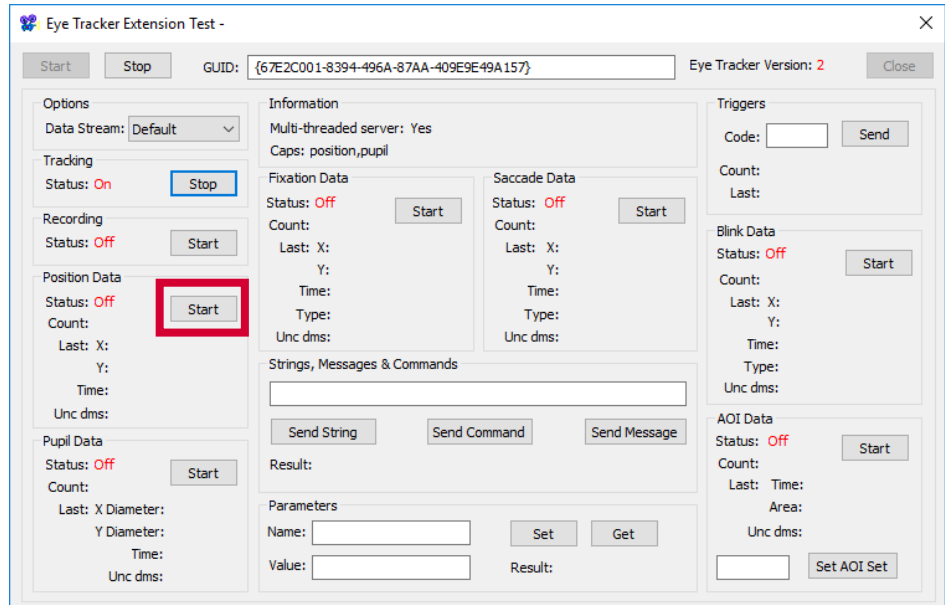 Eye Tracker Extension Test -
Start Stop GUID: {67E2C001-8394-496A-87AA-409E9E49A157} Eye Tracker Version: 2 Close
Options
Data Stream: Default
Tracking
Status: On Stop
Recording
Status: Off Start
Position Data
Status: Off Start
Count:
Last: X:
Y:
Time:
Unc dms:
Pupil Data
Status: Off Start
Count:
Last: X Diameter:
Y Diameter:
Time:
Unc dms:
Information
Multi-threaded server: Yes
Caps: position,pupil
Fixation Data
Status: Off Start
Count:
Last: X:
Y:
Time:
Type:
Unc dms:
Saccade Data
Status: Off Start
Count:
Last: X:
Y:
Time:
Type:
Unc dms:
Strings, Messages & Commands
Send String Send Command Send Message
Result:
Parameters
Name: Set Get
Value: Result:
Triggers
Code: Send
Count:
Last:
Blink Data
Status: Off Start
Count:
Last: X:
Y:
Time:
Type:
Unc dms:
AOI Data
Status: Off Start
Count:
Last: Time:
Area:
Unc dms:
Set AOI Set